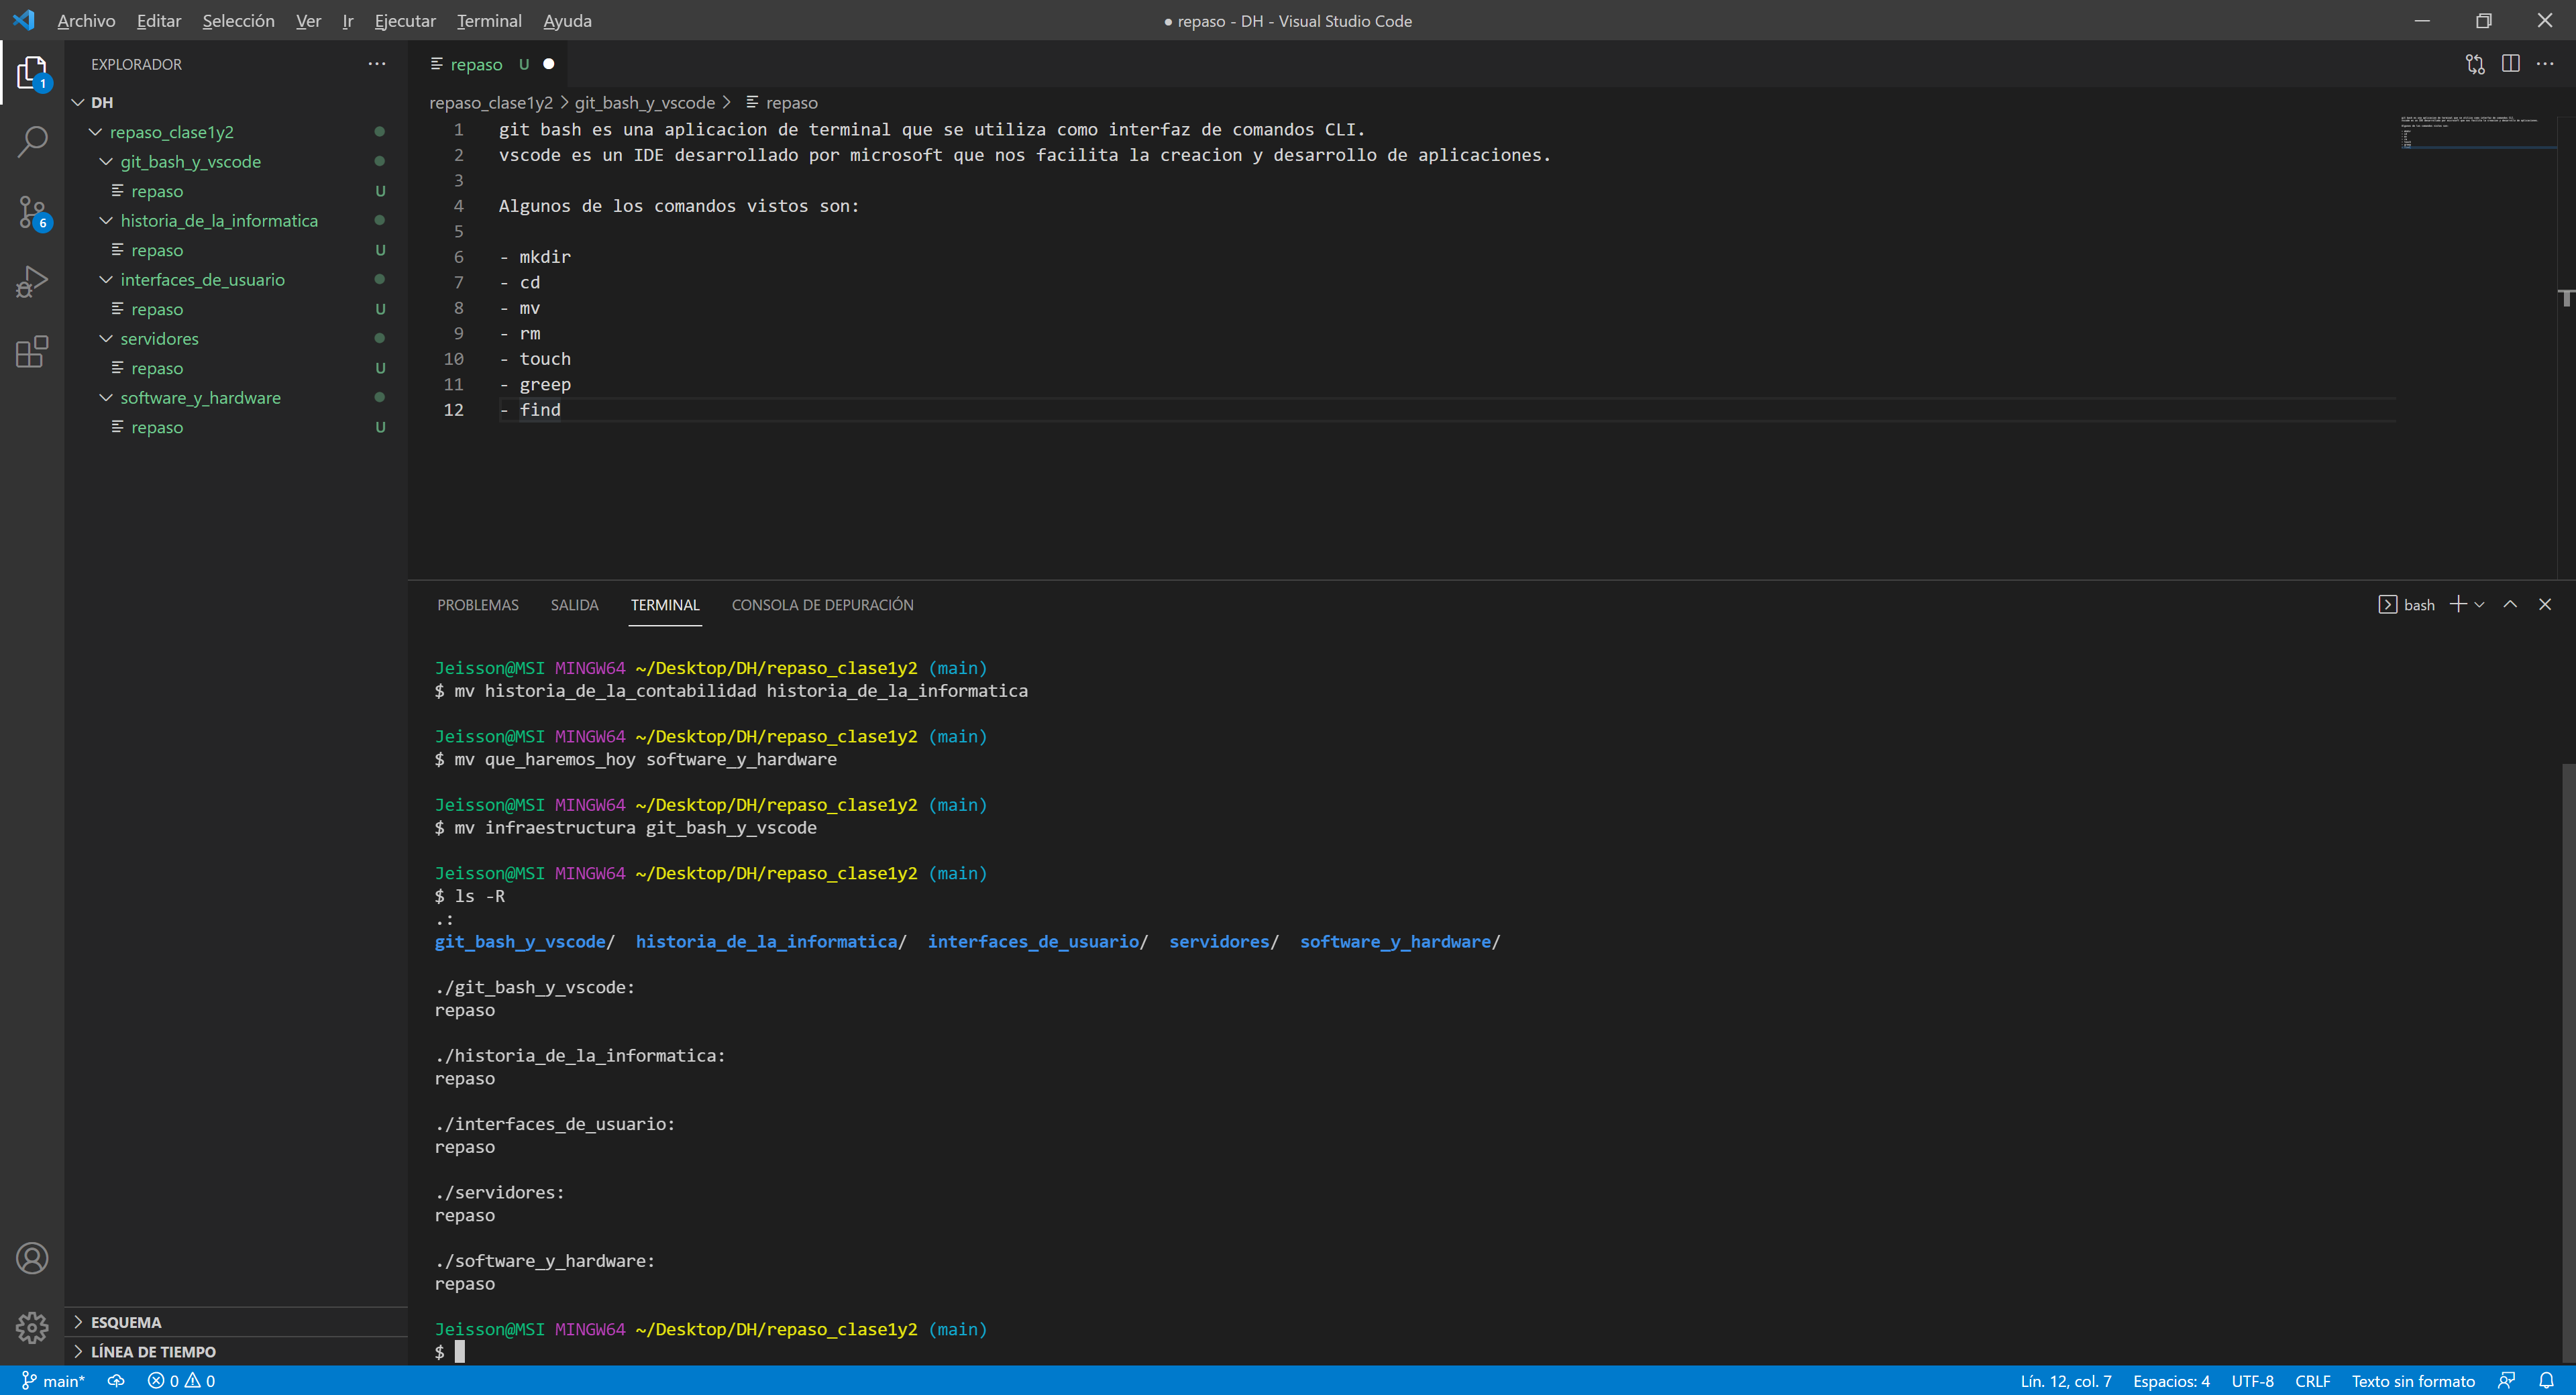 Archivo Editar Selección Ver Ir Ejecutar Terminal Ayuda
● repaso - DH - Visual Studio Code
1
6
EXPLORADOR
DH
repaso_clase1y2
git_bash_y_vscode
repaso U
historia_de_la_informatica
repaso U
interfaces_de_usuario
repaso U
servidores
repaso U
software_y_hardware
repaso U
ESQUEMA
LÍNEA DE TIEMPO
repaso U
repaso_clase1y2 > git_bash_y_vscode > repaso
1 git bash es una aplicacion de terminal que se utiliza como interfaz de comandos CLI.
2 vscode es un IDE desarrollado por microsoft que nos facilita la creacion y desarrollo de aplicaciones.
3
4 Algunos de los comandos vistos son:
5
6 - mkdir
7 - cd
8 - mv
9 - rm
10 - touch
11 - greep
12 - find
PROBLEMAS SALIDA TERMINAL CONSOLA DE DEPURACIÓN
bash
Jeisson@MSI MINGW64 ~/Desktop/DH/repaso_clase1y2 (main)
$ mv historia_de_la_contabilidad historia_de_la_informatica
Jeisson@MSI MINGW64 ~/Desktop/DH/repaso_clase1y2 (main)
$ mv que_haremos_hoy software_y_hardware
Jeisson@MSI MINGW64 ~/Desktop/DH/repaso_clase1y2 (main)
$ mv infraestructura git_bash_y_vscode
Jeisson@MSI MINGW64 ~/Desktop/DH/repaso_clase1y2 (main)
$ ls -R
.:
git_bash_y_vscode/ historia_de_la_informatica/ interfaces_de_usuario/ servidores/ software_y_hardware/
./git_bash_y_vscode:
repaso
./historia_de_la_informatica:
repaso
./interfaces_de_usuario:
repaso
./servidores:
repaso
./software_y_hardware:
repaso
Jeisson@MSI MINGW64 ~/Desktop/DH/repaso_clase1y2 (main)
$
main* 0 0
Lín. 12, col. 7 Espacios: 4 UTF-8 CRLF Texto sin formato